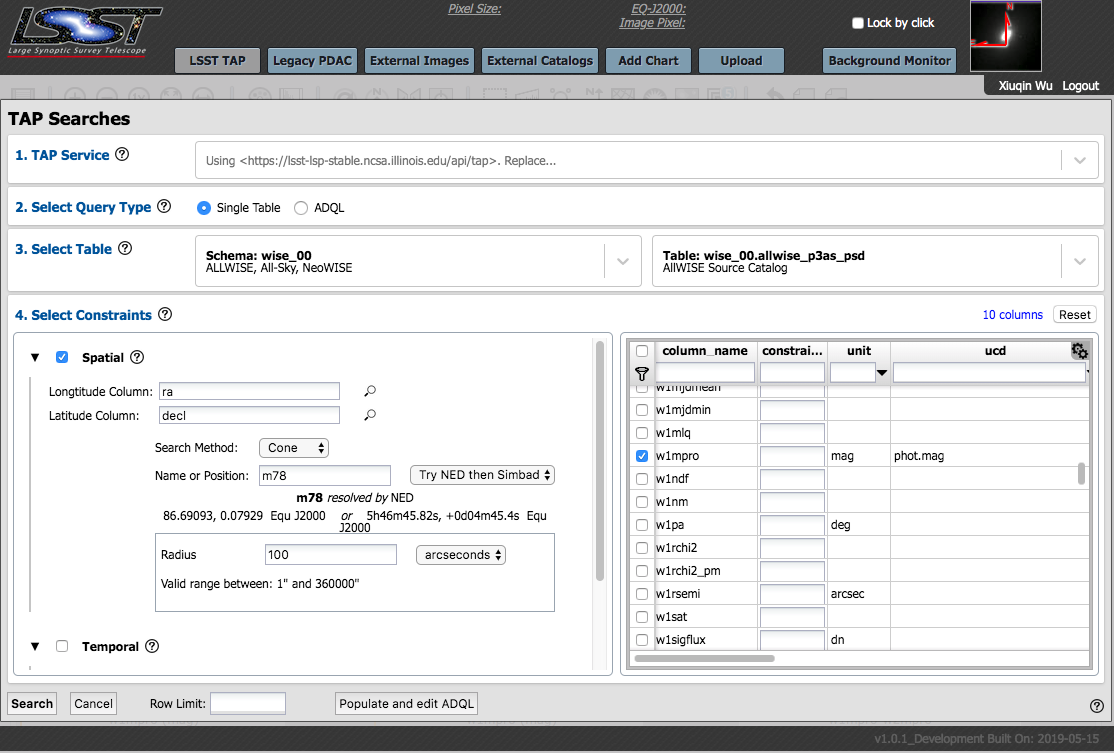 LSST
Large Synoptic Survey Telescope
Pixel Size:
EQ-J2000:
Image Pixel:
Lock by click
N
E
LSST TAP
Legacy PDAC
External Images
External Catalogs
Add Chart
Upload
Background Monitor
Xiuqin Wu Logout
TAP Searches
1. TAP Service ?
Using <https://lsst-lsp-stable.ncsa.illinois.edu/api/tap>. Replace...
2. Select Query Type ?
Single Table
ADQL
3. Select Table ?
Schema: wise_00
ALLWISE, All-Sky, NeoWISE
Table: wise_00.allwise_p3as_psd
AllWISE Source Catalog
4. Select Constraints ?
10 columns
Reset
Spatial ?
Longtitude Column: ra
Latitude Column: decl
Search Method: Cone
Name or Position: m78 Try NED then Simbad
m78 resolved by NED
86.69093, 0.07929 Equ J2000 or 5h46m45.82s, +0d04m45.4s Equ
J2000
Radius 100 arcseconds
Valid range between: 1" and 360000"
Temporal ?
column_name constrai... unit ucd
w1mjdmean
w1mjdmin
w1mlq
w1mpro mag phot.mag
w1ndf
w1nm
w1pa deg
w1rchi2
w1rchi2_pm
w1rsemi arcsec
w1sat
w1sigflux dn
Search
Cancel
Row Limit:
Populate and edit ADQL
?
v1.0.1_Development Built On: 2019-05-15